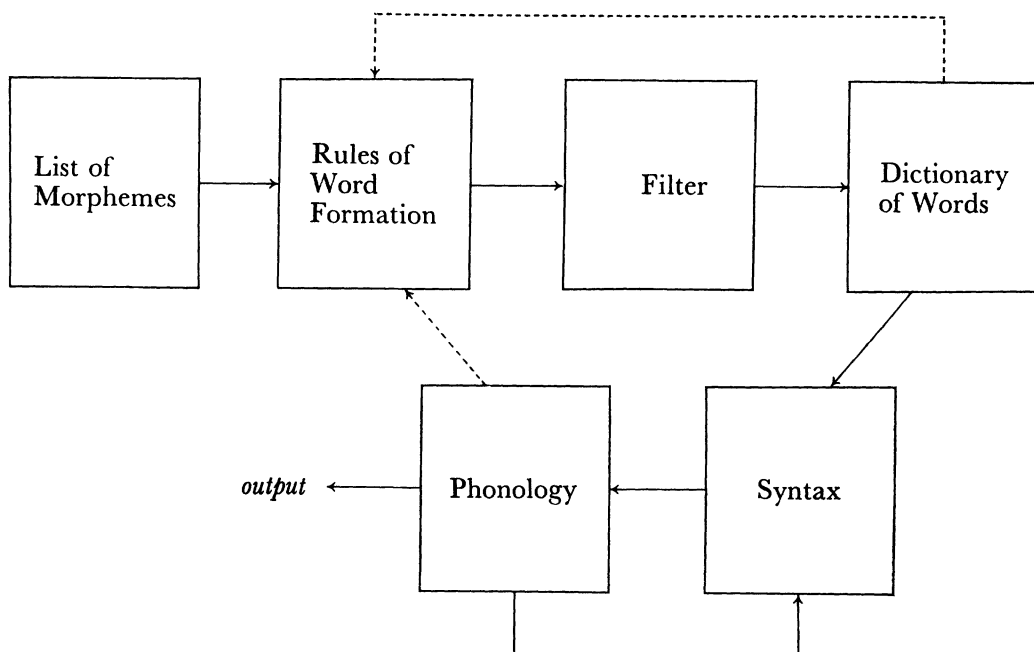 List of
Morphemes
Rules of
Word
Formation
Filter
Dictionary
of Words
output
Phonology
Syntax